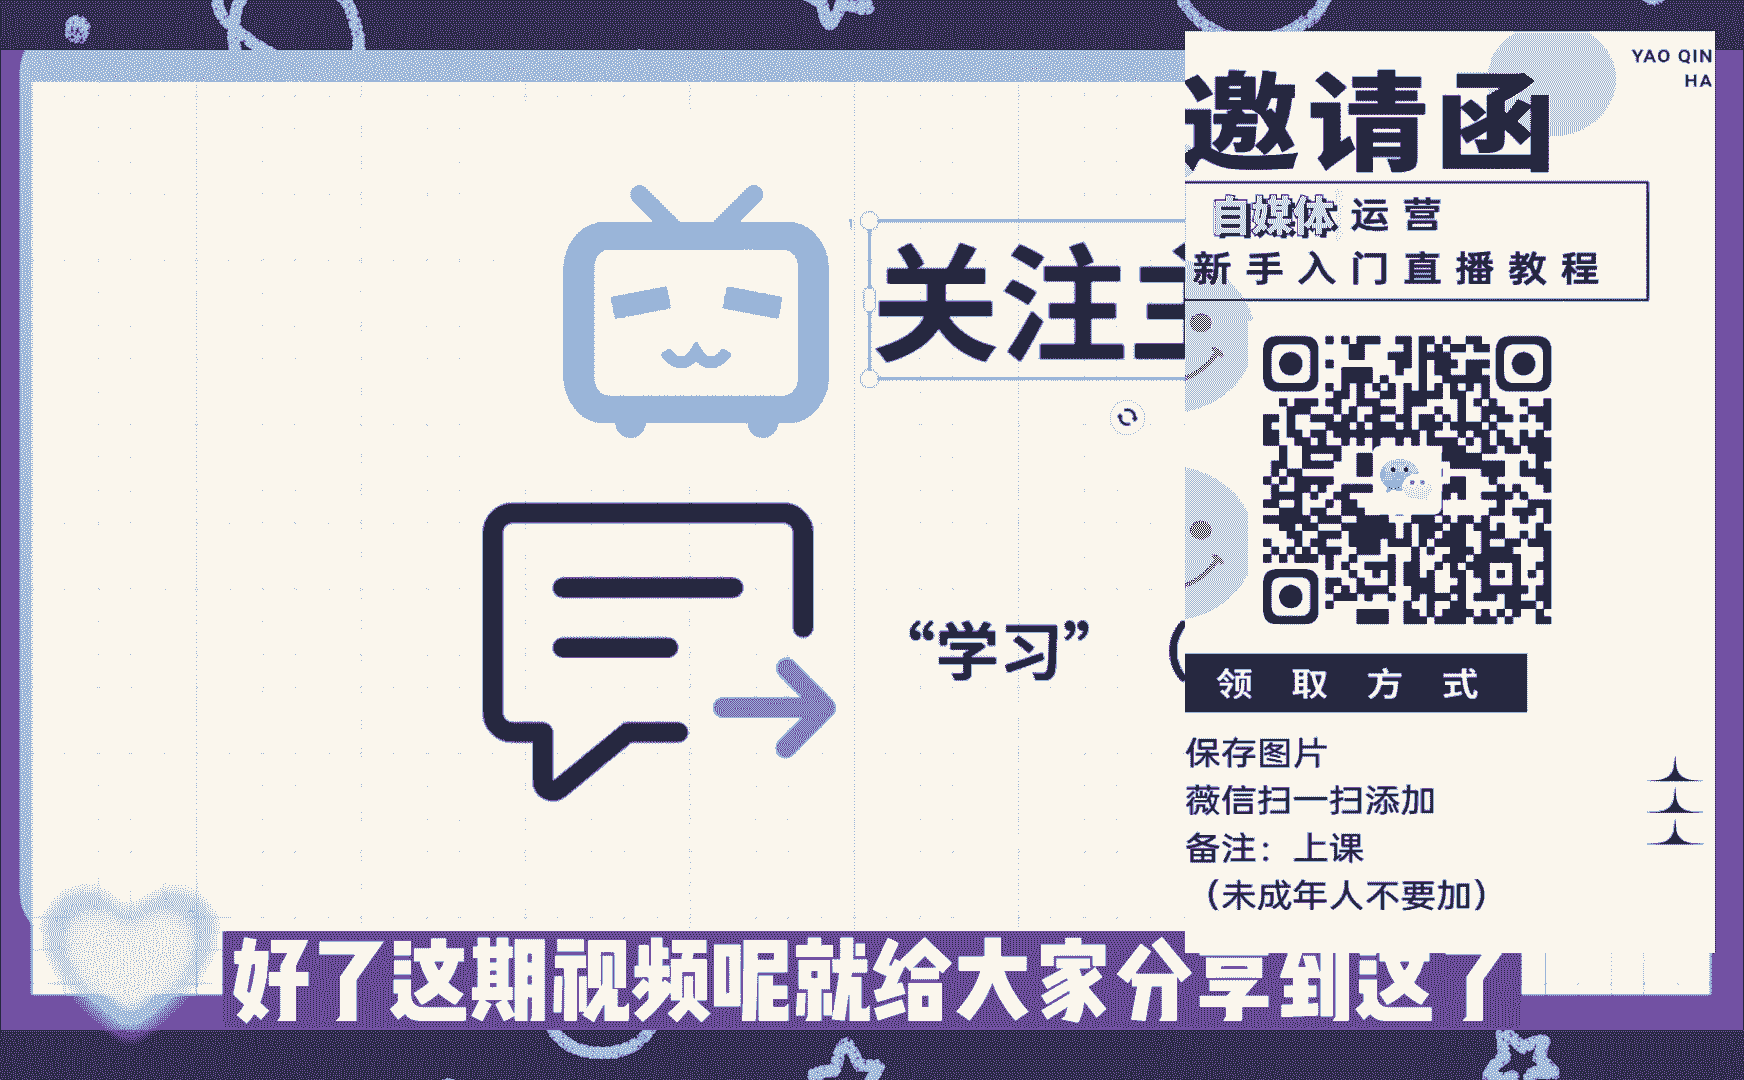 YAO QIN
HA
邀请函
自媒体运营
新手入门直播教程
关注主
“学习” （
领取方式
保存图片
微信扫一扫添加
备注：上课
（未成年人不要加）
好了这期视频呢就给大家分享到这了